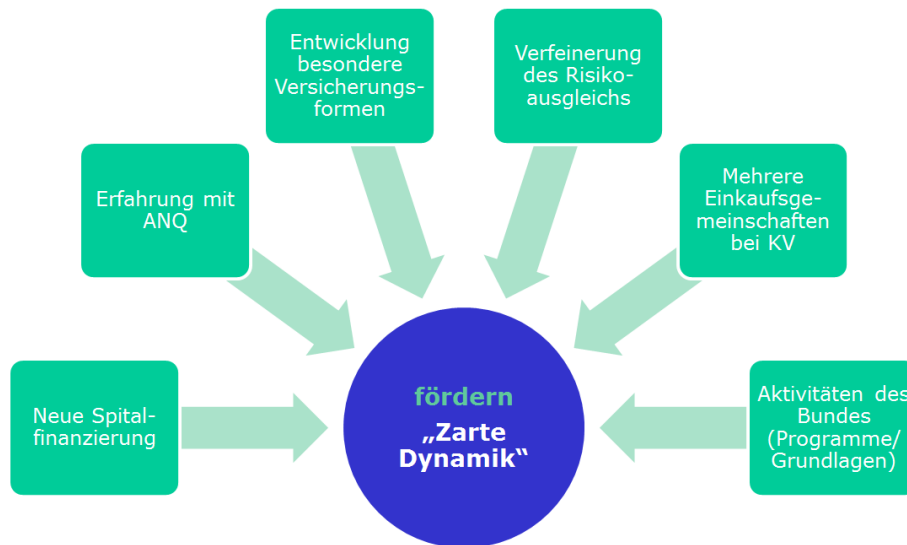 Entwicklung
besondere
Versicherungs-
formen
Verfeinerung
des Risiko-
ausgleichs
Erfahrung mit
ANQ
Mehrere
Einkaufsge-
meinschaften
bei KV
Neue Spital-
finanzierung
fördern
„Zarte
Dynamik“
Aktivitäten des
Bundes
(Programme/
Grundlagen)